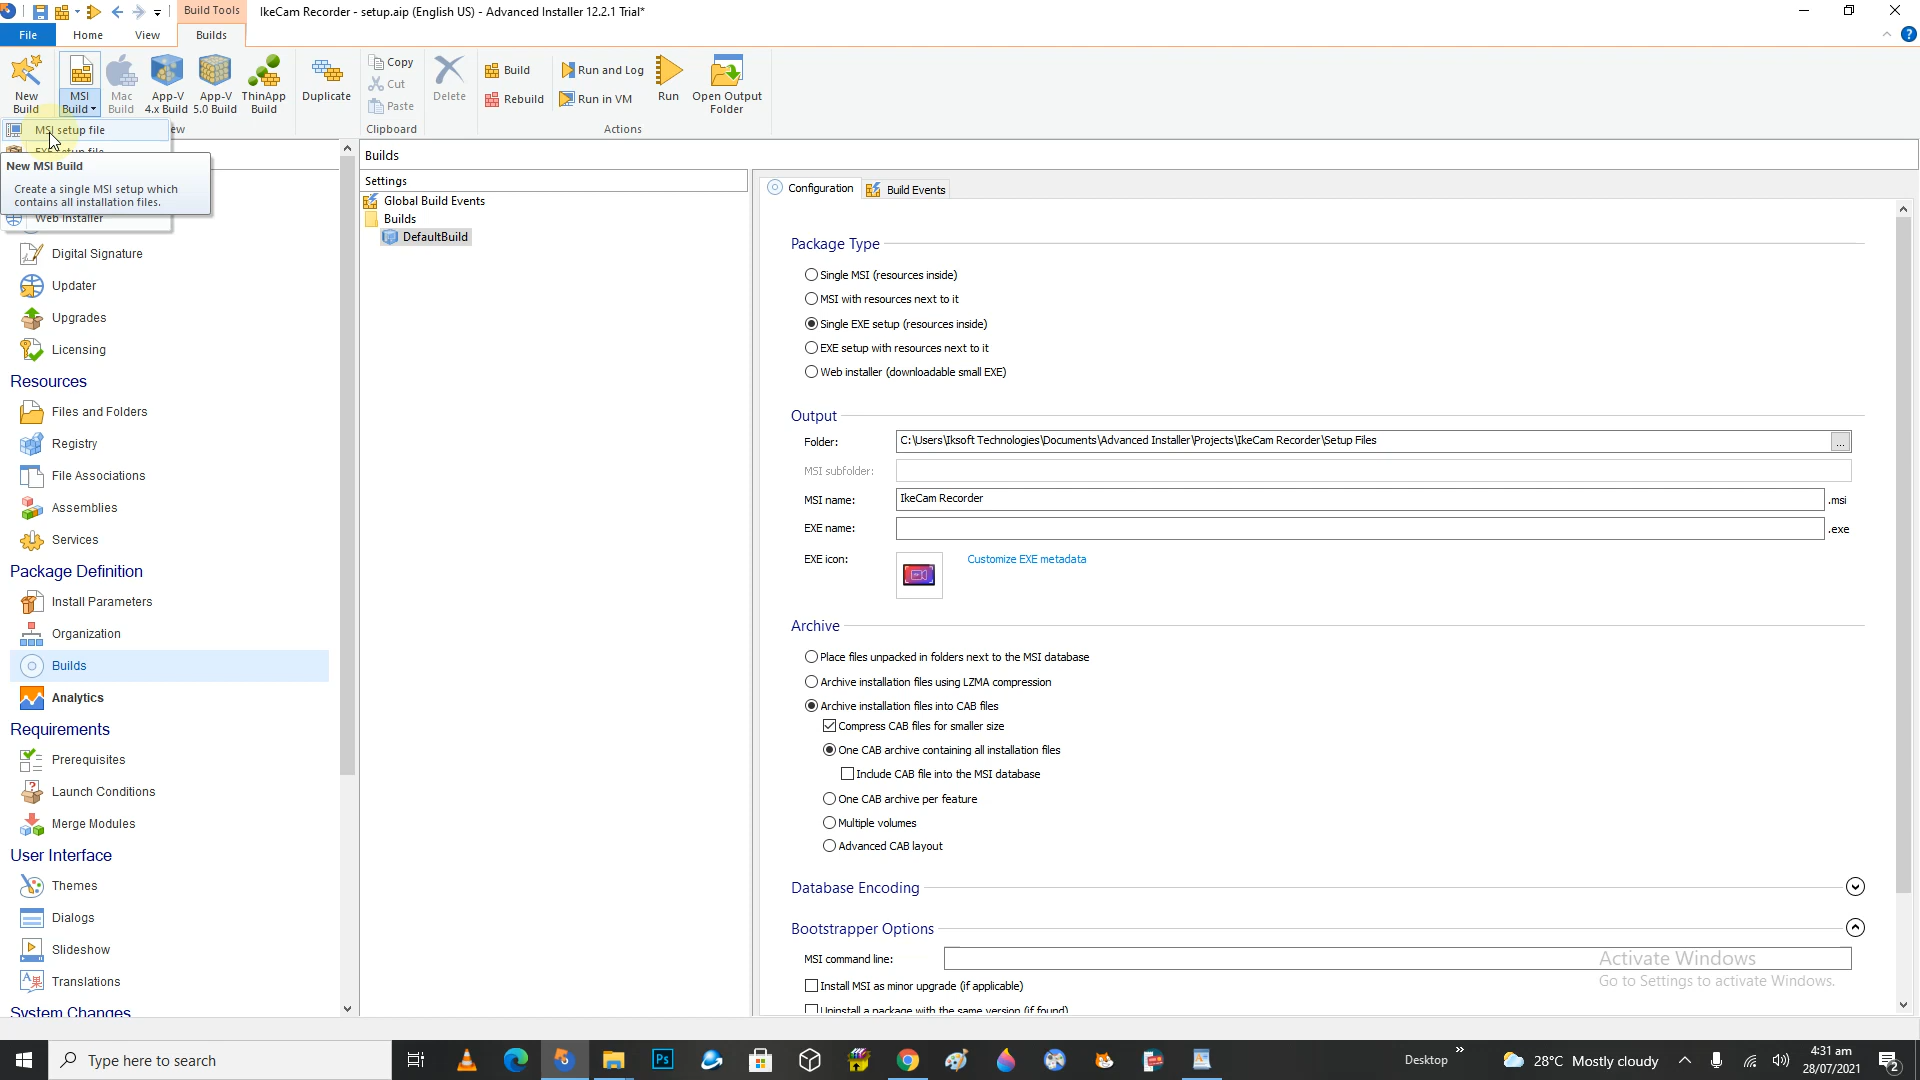 Build Tools
IkeCam Recorder - setup.aip (English US) - Advanced Installer 12.2.1 Trial*
File
Home
View
Builds
New
Build
MSI
Build
Mac
Build
App-V
4.x Build
App-V
5.0 Build
ThinApp
Build
Duplicate
Copy
Cut
Paste
Clipboard
Delete
Build
Rebuild
Run and Log
Run in VM
Run
Open Output
Folder
Actions
MSI setup file
New MSI Build
Create a single MSI setup which
contains all installation files.
Web Installer
Digital Signature
Updater
Upgrades
Licensing
Resources
Files and Folders
Registry
File Associations
Assemblies
Services
Package Definition
Install Parameters
Organization
Builds
Analytics
Requirements
Prerequisites
Launch Conditions
Merge Modules
User Interface
Themes
Dialogs
Slideshow
Translations
System Changes
Builds
Settings
Global Build Events
Builds
DefaultBuild
Configuration
Build Events
Package Type
Single MSI (resources inside)
MSI with resources next to it
Single EXE setup (resources inside)
EXE setup with resources next to it
Web installer (downloadable small EXE)
Output
Folder: C:\Users\Iksoft Technologies\Documents\Advanced Installer\Projects\IkeCam Recorder\Setup Files ...
MSI subfolder:
MSI name: IkeCam Recorder .msi
EXE name: .exe
EXE icon: Customize EXE metadata
Archive
Place files unpacked in folders next to the MSI database
Archive installation files using LZMA compression
Archive installation files into CAB files
Compress CAB files for smaller size
One CAB archive containing all installation files
Include CAB file into the MSI database
One CAB archive per feature
Multiple volumes
Advanced CAB layout
Database Encoding
Bootstrapper Options
MSI command line:
Install MSI as minor upgrade (if applicable)
Uninstall a package with the same version (if found)
Activate Windows
Go to Settings to activate Windows.
Type here to search
Ps
Desktop
28°C Mostly cloudy
4:31 am
28/07/2021
2